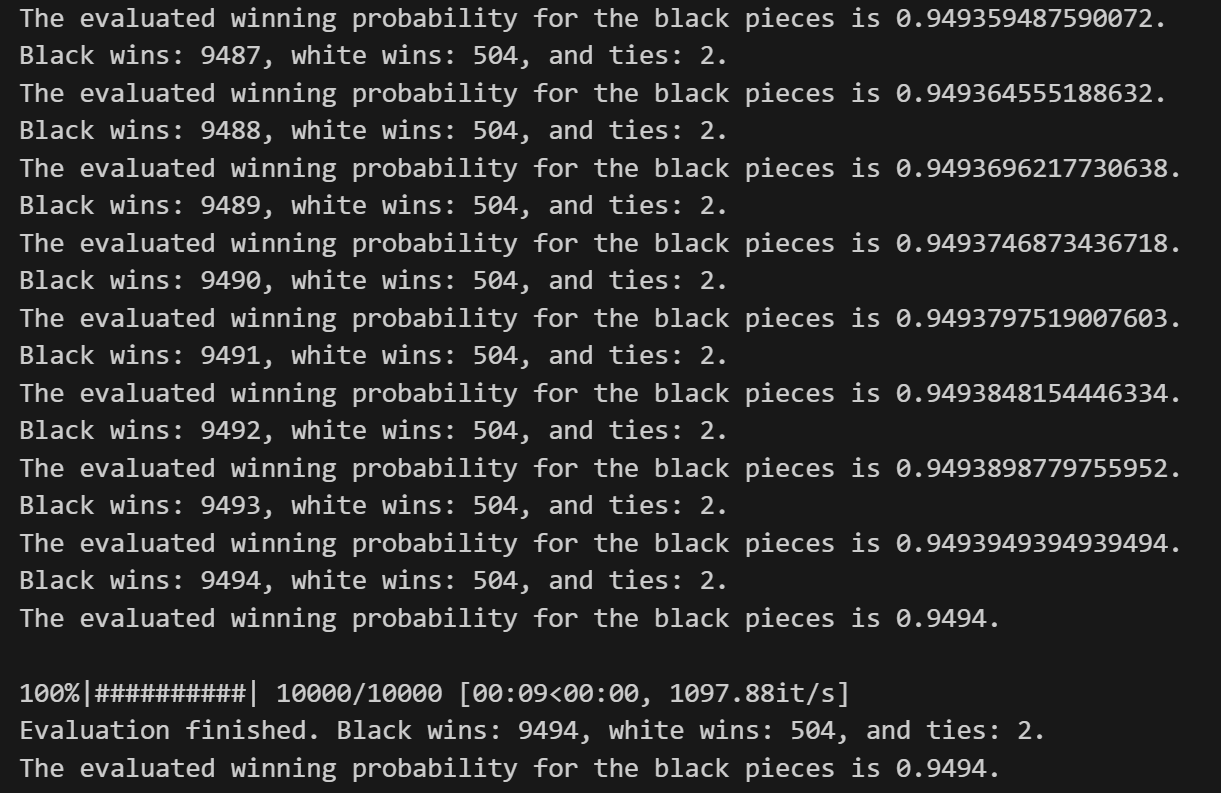 The evaluated winning probability for the black pieces is 0.949359487590072.
Black wins: 9487, white wins: 504, and ties: 2.
The evaluated winning probability for the black pieces is 0.949364555188632.
Black wins: 9488, white wins: 504, and ties: 2.
The evaluated winning probability for the black pieces is 0.9493696217730638.
Black wins: 9489, white wins: 504, and ties: 2.
The evaluated winning probability for the black pieces is 0.9493746873436718.
Black wins: 9490, white wins: 504, and ties: 2.
The evaluated winning probability for the black pieces is 0.9493797519007603.
Black wins: 9491, white wins: 504, and ties: 2.
The evaluated winning probability for the black pieces is 0.9493848154446334.
Black wins: 9492, white wins: 504, and ties: 2.
The evaluated winning probability for the black pieces is 0.9493898779755952.
Black wins: 9493, white wins: 504, and ties: 2.
The evaluated winning probability for the black pieces is 0.9493949394939494.
Black wins: 9494, white wins: 504, and ties: 2.
The evaluated winning probability for the black pieces is 0.9494.
100%|##########| 10000/10000 [00:09<00:00, 1097.88it/s]
Evaluation finished. Black wins: 9494, white wins: 504, and ties: 2.
The evaluated winning probability for the black pieces is 0.9494.